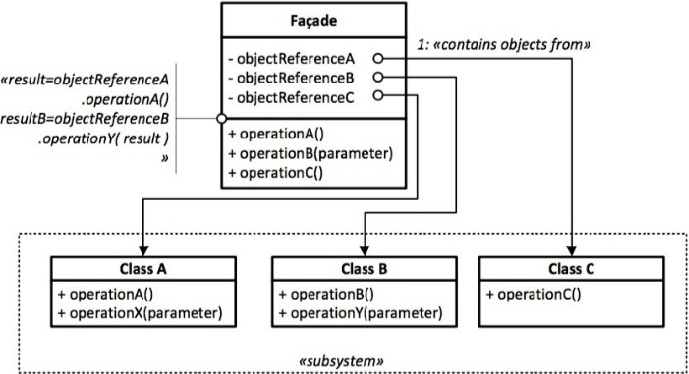 Façade
1: «contains objects from»
- objectReferenceA
- objectReferenceB
- objectReferenceC
«result=objectReferenceA
.operationA()
resultB=objectReferenceB
.operationY( result )
»
+ operationA()
+ operationB(parameter)
+ operationC()
Class A
+ operationA()
+ operationX(parameter)
Class B
+ operationB()
+ operationY(parameter)
Class C
+ operationC()
«subsystem»